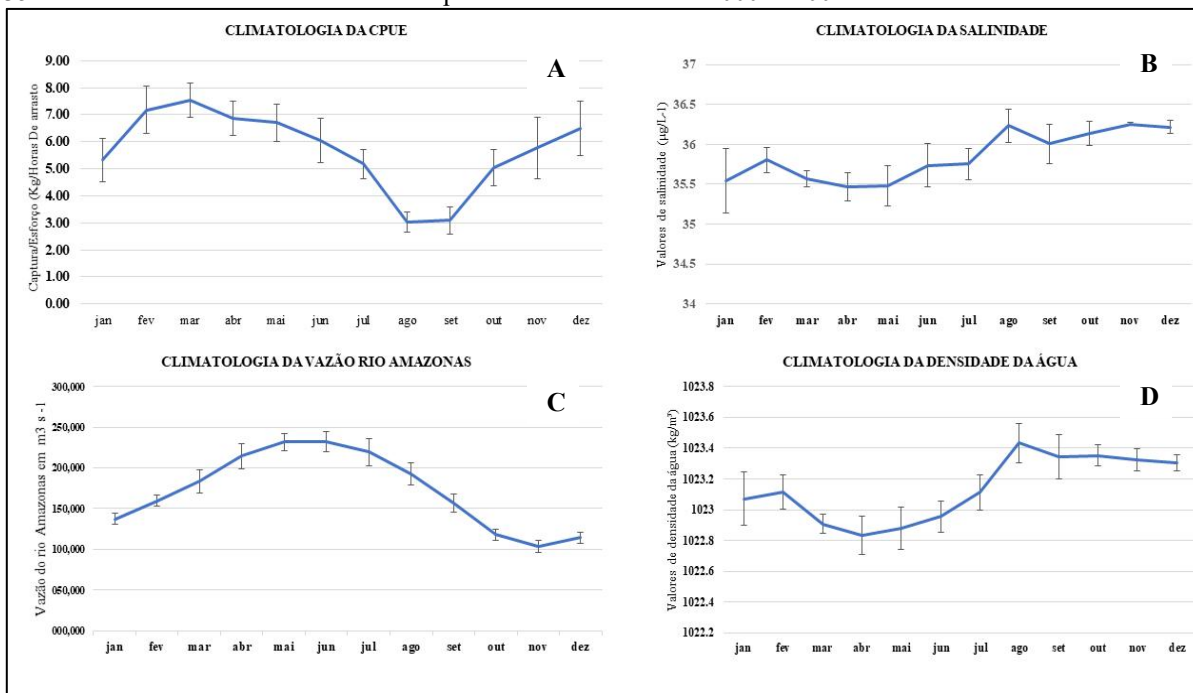 CLIMATOLOGIA DA CPUE
A
Captura/Esforço (Kg/Horas De arrasto
9.00
8.00
7.00
6.00
5.00
4.00
3.00
2.00
1.00
0.00
jan fev mar abr mai jun jul ago set out nov dez
CLIMATOLOGIA DA SALINIDADE
B
Valores de salinidade (µg/L-1)
37
36.5
36
35.5
35
34.5
34
jan fev mar abr mai jun jul ago set out nov dez
CLIMATOLOGIA DA VAZÃO RIO AMAZONAS
C
Vazão do rio Amazonas em m3 s -1
300,000
250,000
200,000
150,000
100,000
050,000
000,000
jan fev mar abr mai jun jul ago set out nov dez
CLIMATOLOGIA DA DENSIDADE DA ÁGUA
D
Valores de densidade da água (kg/m³)
1023.8
1023.6
1023.4
1023.2
1023
1022.8
1022.6
1022.4
1022.2
jan fev mar abr mai jun jul ago set out nov dez